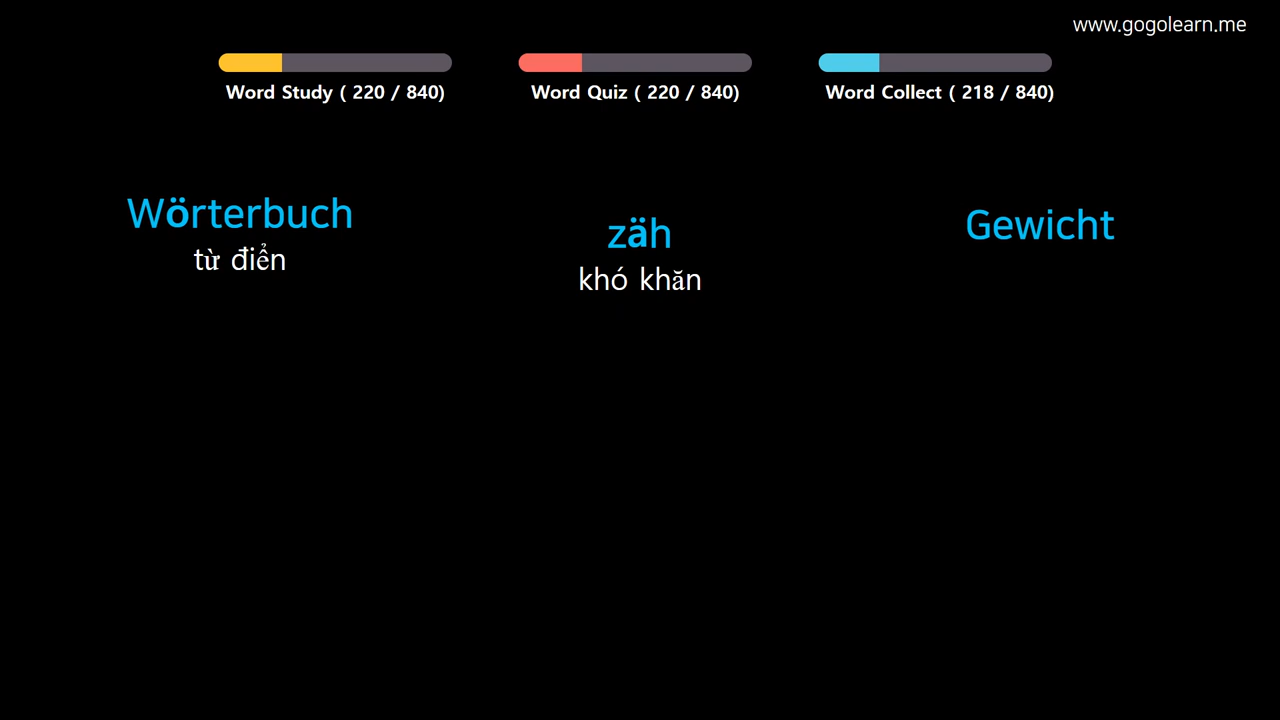 www.gogolearn.me
Word Study ( 220 / 840)
Word Quiz ( 220 / 840)
Word Collect ( 218 / 840)
Wörterbuch
từ điển
zäh
khó khăn
Gewicht